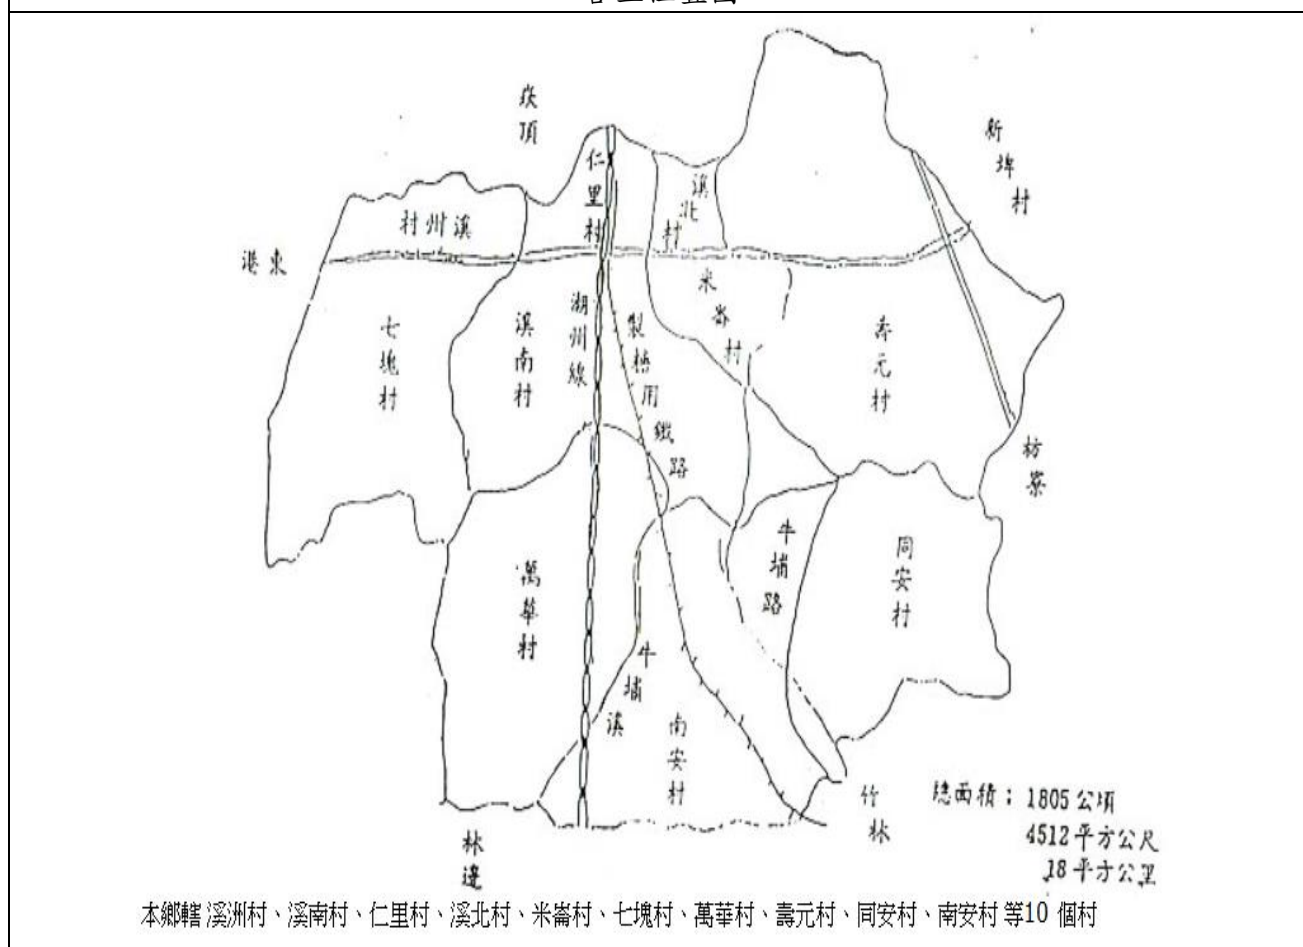 崁頂
新埤村
仁里村
溪北村
村州溪
港東
米崙村
七塊村
溪南村
湖州線
製糖用鐵路
壽元村
枋寮
牛埔路
同安村
萬華村
牛埔溪
南安村
竹林
林邊
總面積：1805公頃
4512平方公尺
18平方公里
本鄉轄 溪洲村、溪南村、仁里村、溪北村、米崙村、七塊村、萬華村、壽元村、同安村、南安村 等10 個村